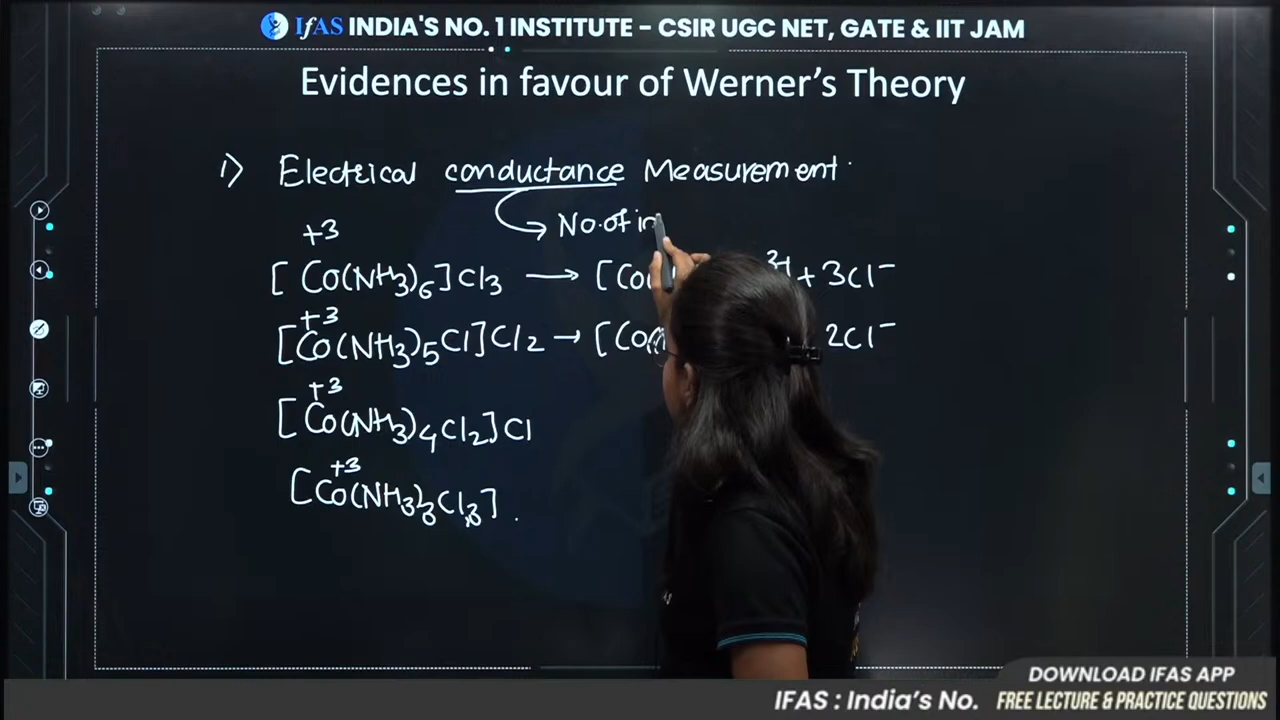 IfAS INDIA'S NO. 1 INSTITUTE – CSIR UGC NET, GATE & IIT JAM
Evidences in favour of Werner's Theory
1) Electrical conductance Measurement.
No. of
+3
[Co(NH3)6]Cl3 → [Co 3+ + 3Cl⁻
+3
[Co(NH3)5Cl]Cl2 → [Co 2Cl⁻
+3
[Co(NH3)4Cl2]Cl
+3
[Co(NH3)3Cl3].
DOWNLOAD IFAS APP
IFAS : India's No. FREE LECTURE & PRACTICE QUESTIONS